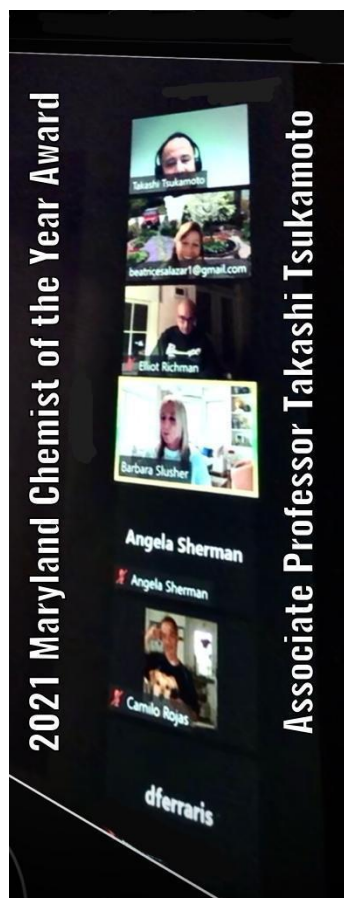 2021 Maryland Chemist of the Year Award
Takashi Tsukamoto
beatricesalazar1@gmail.com
Elliot Richman
Barbara Slusher
Angela Sherman
Angela Sherman
Camilo Rojas
dferraris
Associate Professor Takashi Tsukamoto